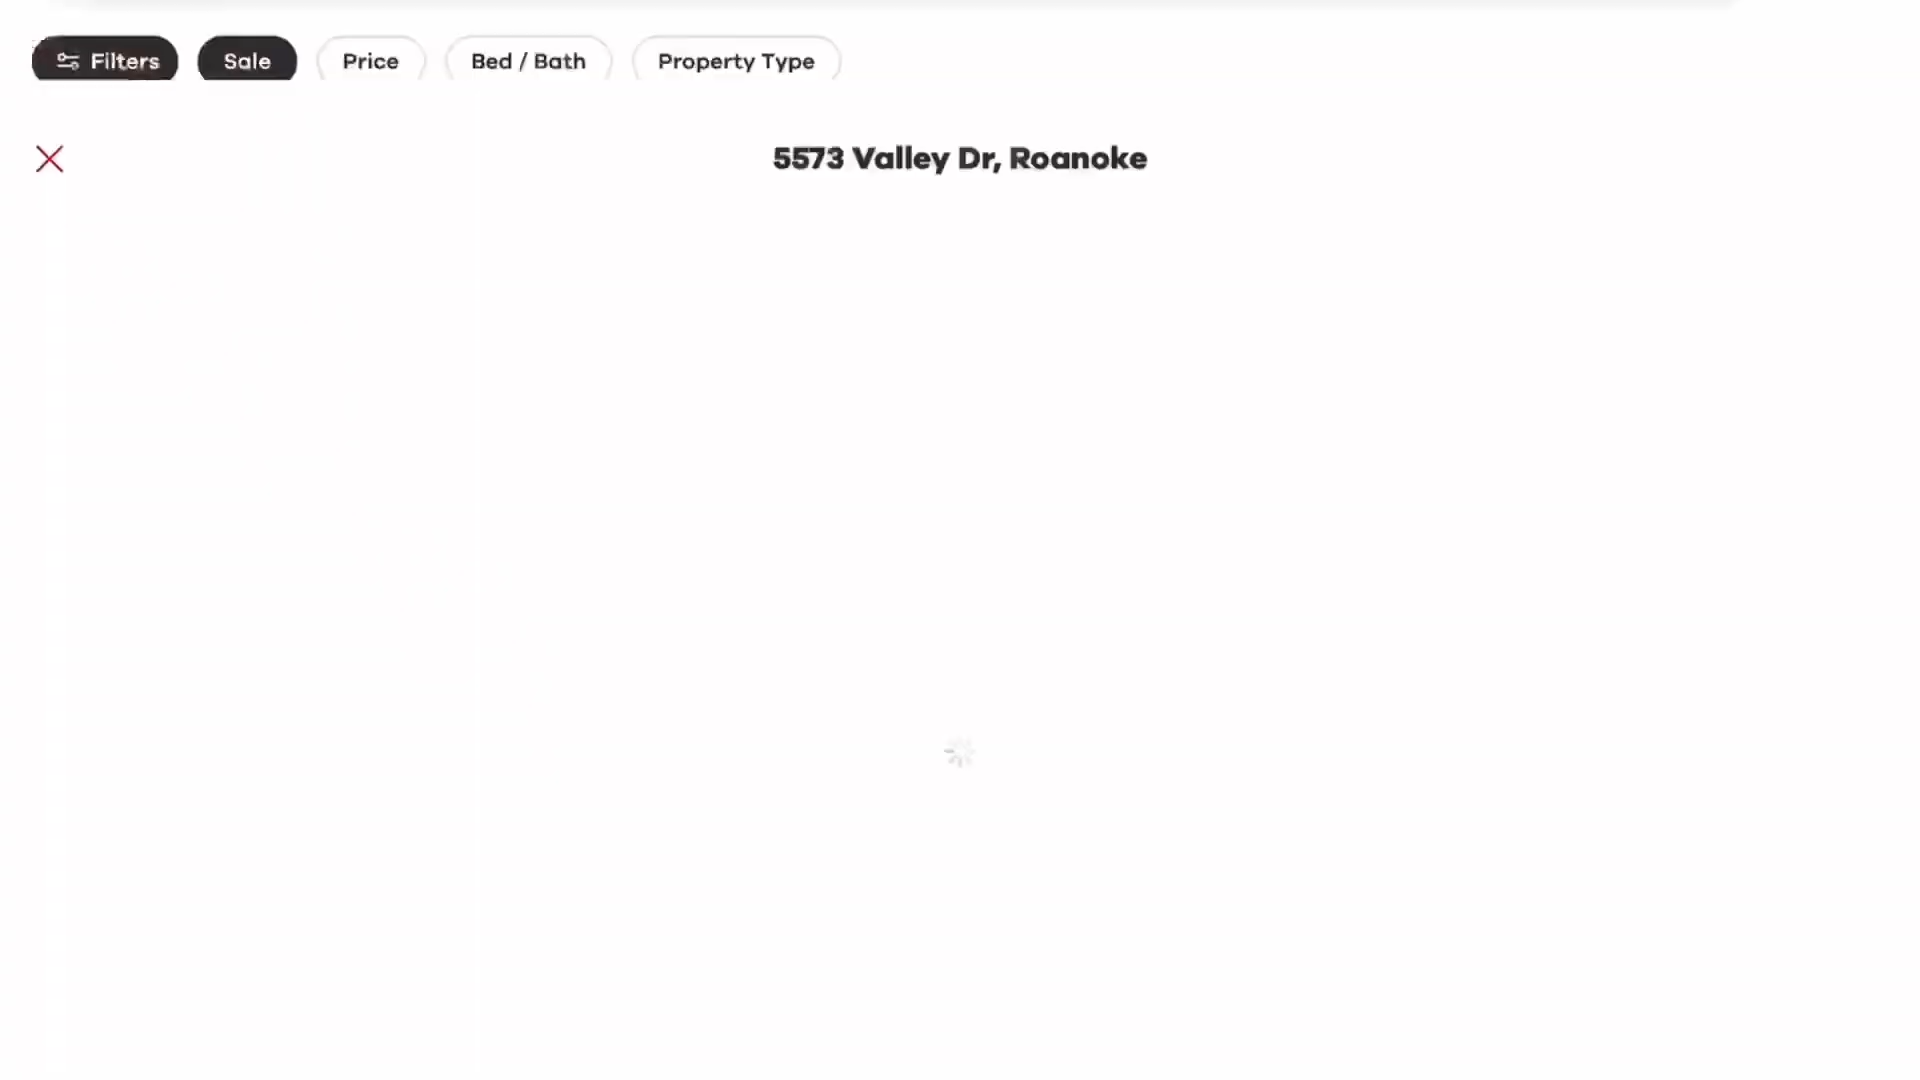 Filters Sale Price Bed / Bath Property Type
5573 Valley Dr, Roanoke